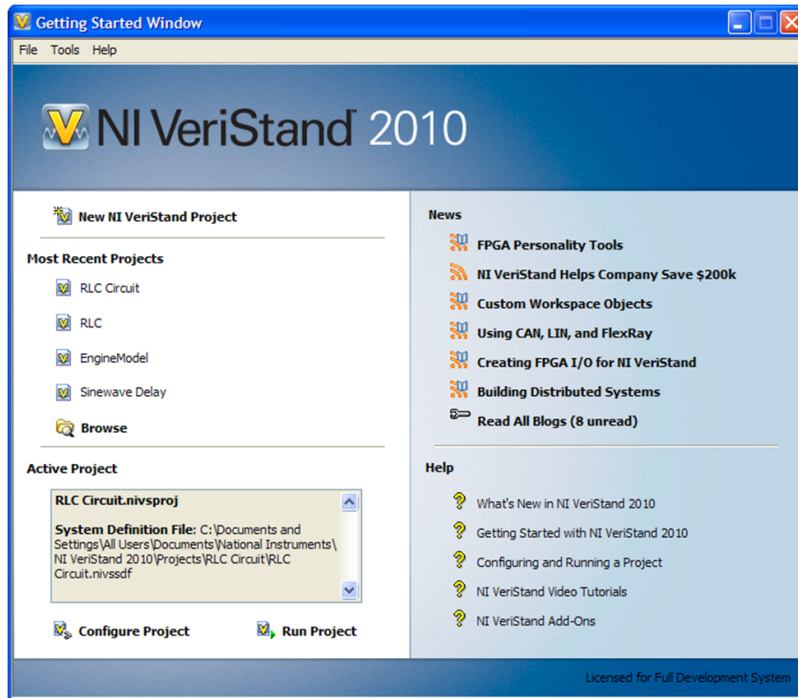 Getting Started Window
File Tools Help
NI VeriStand™ 2010
New NI VeriStand Project
Most Recent Projects
RLC Circuit
RLC
EngineModel
Sinewave Delay
Browse
Active Project
RLC Circuit.nivsproj
System Definition File: C:\Documents and
Settings\All Users\Documents\National Instruments\
NI VeriStand 2010\Projects\RLC Circuit\RLC
Circuit.nivssdf
Configure Project
Run Project
News
FPGA Personality Tools
NI VeriStand Helps Company Save $200k
Custom Workspace Objects
Using CAN, LIN, and FlexRay
Creating FPGA I/O for NI VeriStand
Building Distributed Systems
Read All Blogs (8 unread)
Help
What's New in NI VeriStand 2010
Getting Started with NI VeriStand 2010
Configuring and Running a Project
NI VeriStand Video Tutorials
NI VeriStand Add-Ons
Licensed for Full Development System